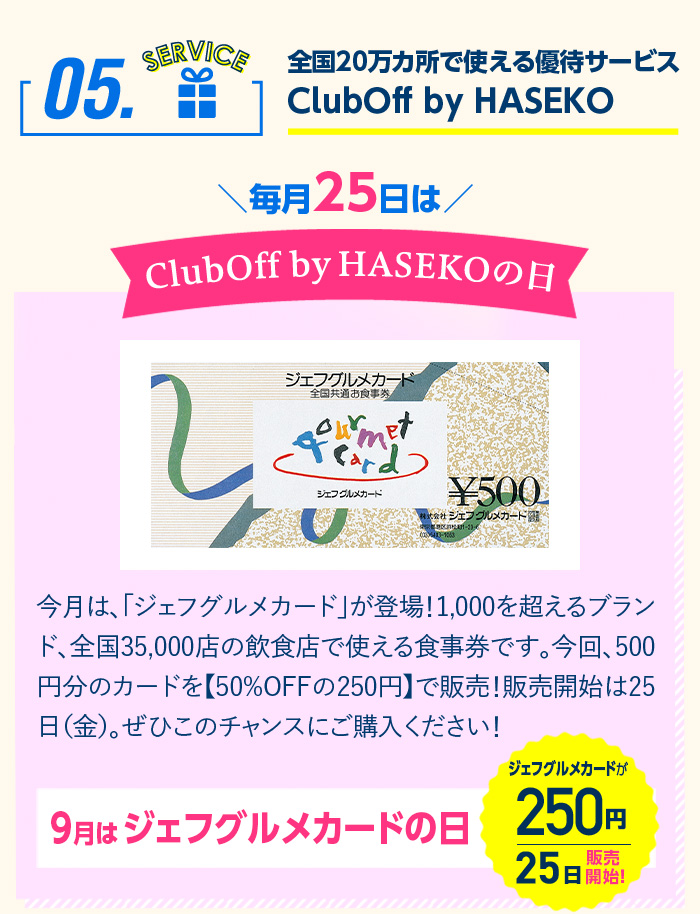 05.
SERVICE
全国20万カ所で使える優待サービス
ClubOff by HASEKO
＼毎月25日は／
ClubOff by HASEKOの日
ジェフグルメカード
全国共通お食事券
gourmet
card
ジェフグルメカード
¥500
株式会社 ジェフグルメカード
今月は、「ジェフグルメカード」が登場！1,000を超えるブラン
ド、全国35,000店の飲食店で使える食事券です。今回、500
円分のカードを【50%OFFの250円】で販売！販売開始は25
日（金）。ぜひこのチャンスにご購入ください！
9月は ジェフグルメカードの日
ジェフグルメカードが
250円
25日 販売
開始！